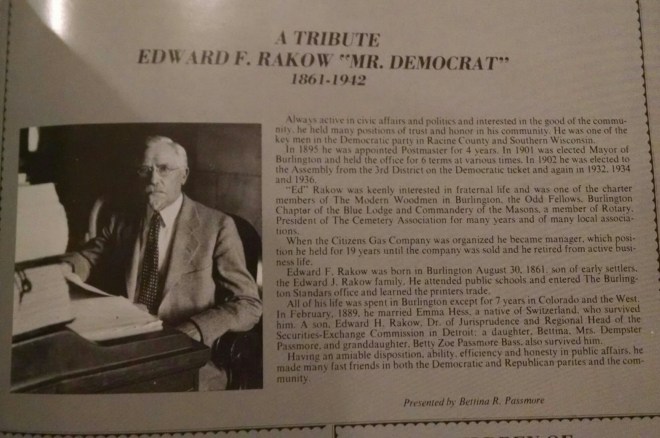 A TRIBUTE
EDWARD F. RAKOW "MR. DEMOCRAT"
1861-1942
Always active in civic affairs and politics and interested in the good of the commu-
nity, he held many positions of trust and honor in his community. He was one of the
key men in the Democratic party in Racine County and Southern Wisconsin.
In 1895 he was appointed Postmaster for 4 years. In 1901 was elected Mayor of
Burlington and held the office for 6 terms at various times. In 1902 he was elected to
the Assembly from the 3rd District on the Democratic ticket and again in 1932, 1934
and 1936.
"Ed" Rakow was keenly interested in fraternal life and was one of the charter
members of The Modern Woodmen in Burlington, the Odd Fellows, Burlington
Chapter of the Blue Lodge and Commandery of the Masons, a member of Rotary,
President of The Cemetery Association for many years and of many local associa-
tions.
When the Citizens Gas Company was organized he became manager, which posi-
tion he held for 19 years until the company was sold and he retired from active busi-
ness life.
Edward F. Rakow was born in Burlington August 30, 1861, son of early settlers,
the Edward J. Rakow family. He attended public schools and entered The Burling-
ton Standars office and learned the printers trade.
All of his life was spent in Burlington except for 7 years in Colorado and the West.
In February, 1889, he married Emma Hess, a native of Switzerland, who survived
him. A son, Edward H. Rakow, Dr. of Jurisprudence and Regional Head of the
Securities-Exchange Commission in Detroit; a daughter, Bettina, Mrs. Dempster
Passmore, and granddaughter, Betty Zoe Passmore Bass, also survived him.
Having an amiable disposition, ability, efficiency and honesty in public affairs, he
made many fast friends in both the Democratic and Republican parites and the com-
munity.
Presented by Bettina R. Passmore